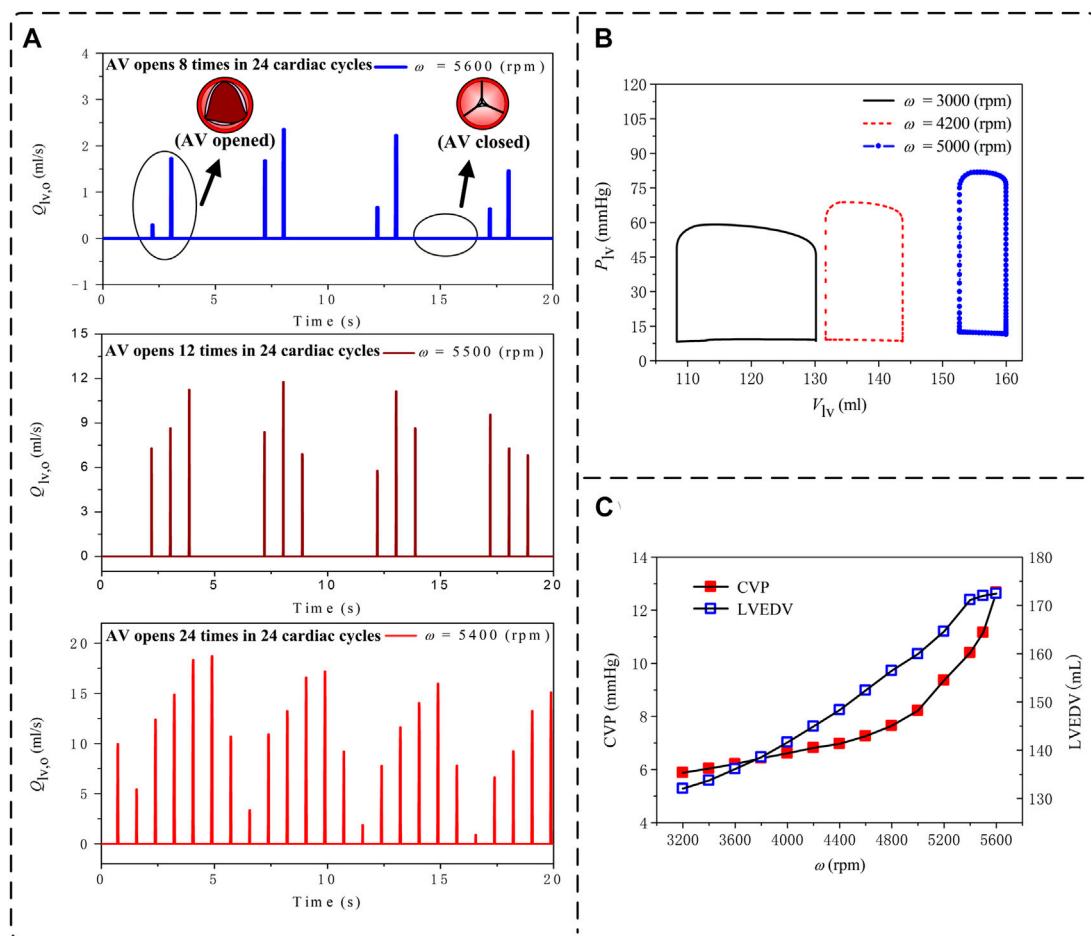 A
AV opens 8 times in 24 cardiac cycles ω = 5600 (rpm)
(AV opened)
(AV closed)
Q_lv,o (ml/s)
4
3
2
1
0
−1
0 5 10 15 20
Time (s)
AV opens 12 times in 24 cardiac cycles ω = 5500 (rpm)
Q_lv,o (ml/s)
15
12
9
6
3
0
0 5 10 15 20
Time (s)
AV opens 24 times in 24 cardiac cycles ω = 5400 (rpm)
Q_lv,o (ml/s)
20
15
10
5
0
0 5 10 15 20
Time (s)
B
ω = 3000 (rpm)
ω = 4200 (rpm)
ω = 5000 (rpm)
P_lv (mmHg)
120
105
90
75
60
45
30
15
0
110 120 130 140 150 160
V_lv (ml)
C
CVP
LVEDV
CVP (mmHg)
14
12
10
8
6
4
LVEDV (mL)
180
170
160
150
140
130
3200 3600 4000 4400 4800 5200 5600
ω (rpm)